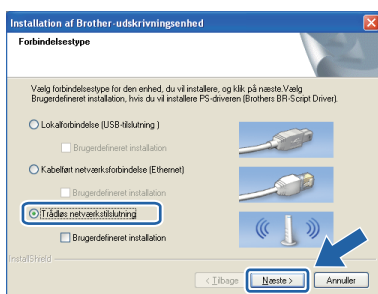 Installation af Brother-udskrivningsenhed
Forbindelsestype
Vælg forbindelsestype for den enhed, du vil installere, og klik på næste.Vælg
Brugerdefineret installation, hvis du vil installere PS-driveren (Brothers BR-Script Driver).
Lokalforbindelse (USB-tilslutning )
Brugerdefineret installation
Kabelført netværksforbindelse (Ethernet)
Brugerdefineret installation
Trådløs netværkstilslutning
Brugerdefineret installation
InstallShield
< Tilbage Næste > Annuller